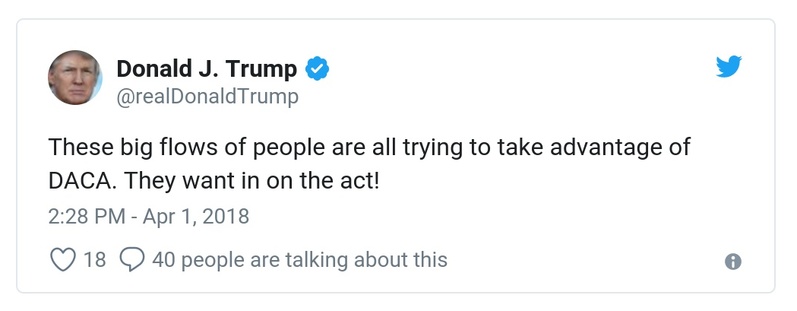 Donald J. Trump
@realDonaldTrump
These big flows of people are all trying to take advantage of
DACA. They want in on the act!
2:28 PM - Apr 1, 2018
18 40 people are talking about this